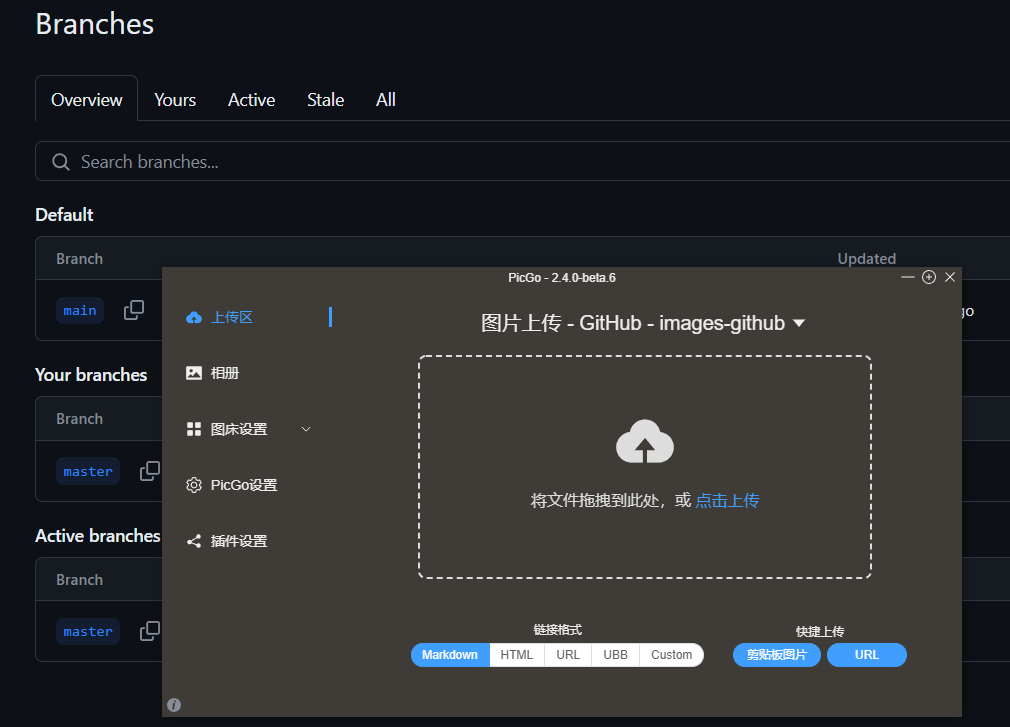 Branches
Overview Yours Active Stale All
Search branches...
Default
Branch Updated
main
Your branches
Branch
master
Active branches
Branch
master
PicGo - 2.4.0-beta.6
上传区
相册
图床设置
PicGo设置
插件设置
图片上传 - GitHub - images-github
将文件拖拽到此处，或 点击上传
链接格式
Markdown HTML URL UBB Custom
快捷上传
剪贴板图片 URL